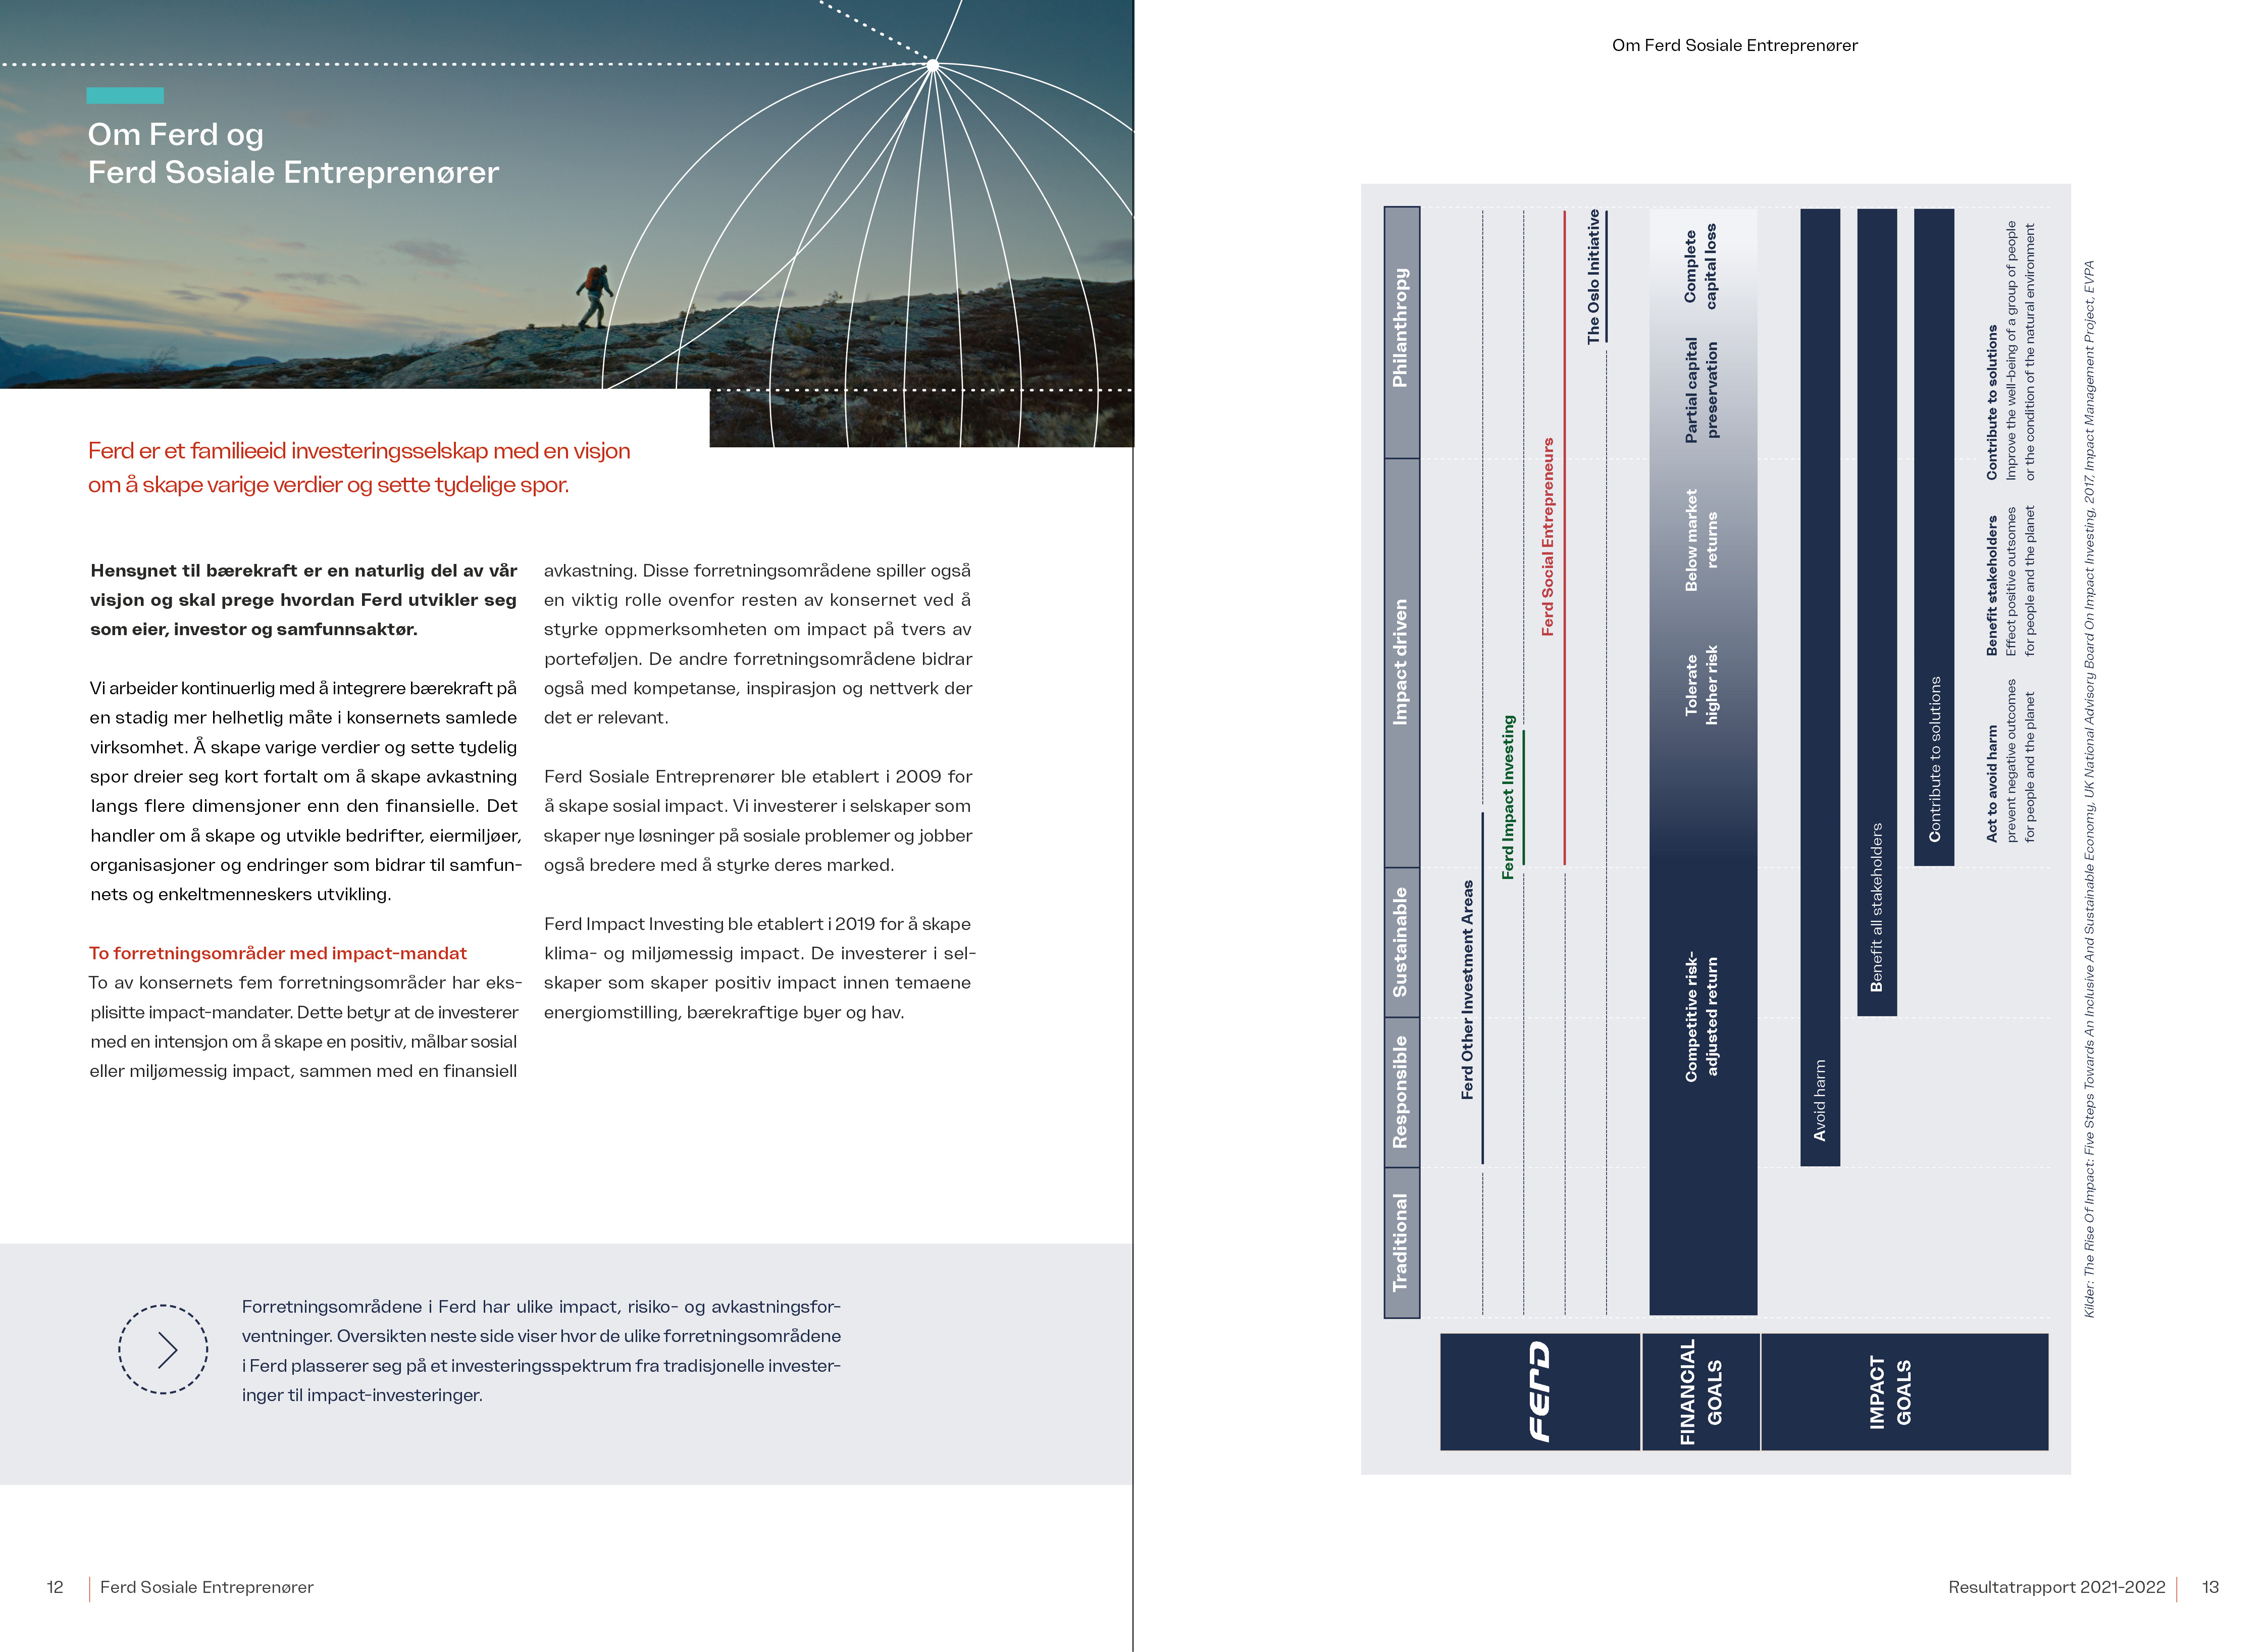 Om Ferd og
Ferd Sosiale Entreprenører
Ferd er et familieeid investeringsselskap med en visjon
om å skape varige verdier og sette tydelige spor.
Hensynet til bærekraft er en naturlig del av vår
visjon og skal prege hvordan Ferd utvikler seg
som eier, investor og samfunnsaktør.
Vi arbeider kontinuerlig med å integrere bærekraft på
en stadig mer helhetlig måte i konsernets samlede
virksomhet. Å skape varige verdier og sette tydelig
spor dreier seg kort fortalt om å skape avkastning
langs flere dimensjoner enn den finansielle. Det
handler om å skape og utvikle bedrifter, eiermiljøer,
organisasjoner og endringer som bidrar til samfun-
nets og enkeltmenneskers utvikling.
To forretningsområder med impact-mandat
To av konsernets fem forretningsområder har eks-
plisitte impact-mandater. Dette betyr at de investerer
med en intensjon om å skape en positiv, målbar sosial
eller miljømessig impact, sammen med en finansiell
avkastning. Disse forretningsområdene spiller også
en viktig rolle ovenfor resten av konsernet ved å
styrke oppmerksomheten om impact på tvers av
porteføljen. De andre forretningsområdene bidrar
også med kompetanse, inspirasjon og nettverk der
det er relevant.
Ferd Sosiale Entreprenører ble etablert i 2009 for
å skape sosial impact. Vi investerer i selskaper som
skaper nye løsninger på sosiale problemer og jobber
også bredere med å styrke deres marked.
Ferd Impact Investing ble etablert i 2019 for å skape
klima- og miljømessig impact. De investerer i sel-
skaper som skaper positiv impact innen temaene
energiomstilling, bærekraftige byer og hav.
Forretningsområdene i Ferd har ulike impact, risiko- og avkastningsfor-
ventninger. Oversikten neste side viser hvor de ulike forretningsområdene
i Ferd plasserer seg på et investeringsspektrum fra tradisjonelle invester-
inger til impact-investeringer.
12
Ferd Sosiale Entreprenører
Om Ferd Sosiale Entreprenører
Traditional
Responsible
Sustainable
Impact driven
Philanthropy
FERD
Ferd Other Investment Areas
Ferd Impact Investing
Ferd Social Entrepreneurs
The Oslo Initiative
FINANCIAL
GOALS
Competitive risk-
adjusted return
Tolerate
higher risk
Below market
returns
Partial capital
preservation
Complete
capital loss
IMPACT
GOALS
Avoid harm
Benefit all stakeholders
Contribute to solutions
Act to avoid harm
prevent negative outcomes
for people and the planet
Benefit stakeholders
Effect positive outcomes
for people and the planet
Contribute to solutions
Improve the well-being of a group of people
or the condition of the natural environment
Kilder: The Rise Of Impact: Five Steps Towards An Inclusive And Sustainable Economy, UK National Advisory Board On Impact Investing, 2017, Impact Management Project, EVPA
Resultatrapport 2021-2022
13